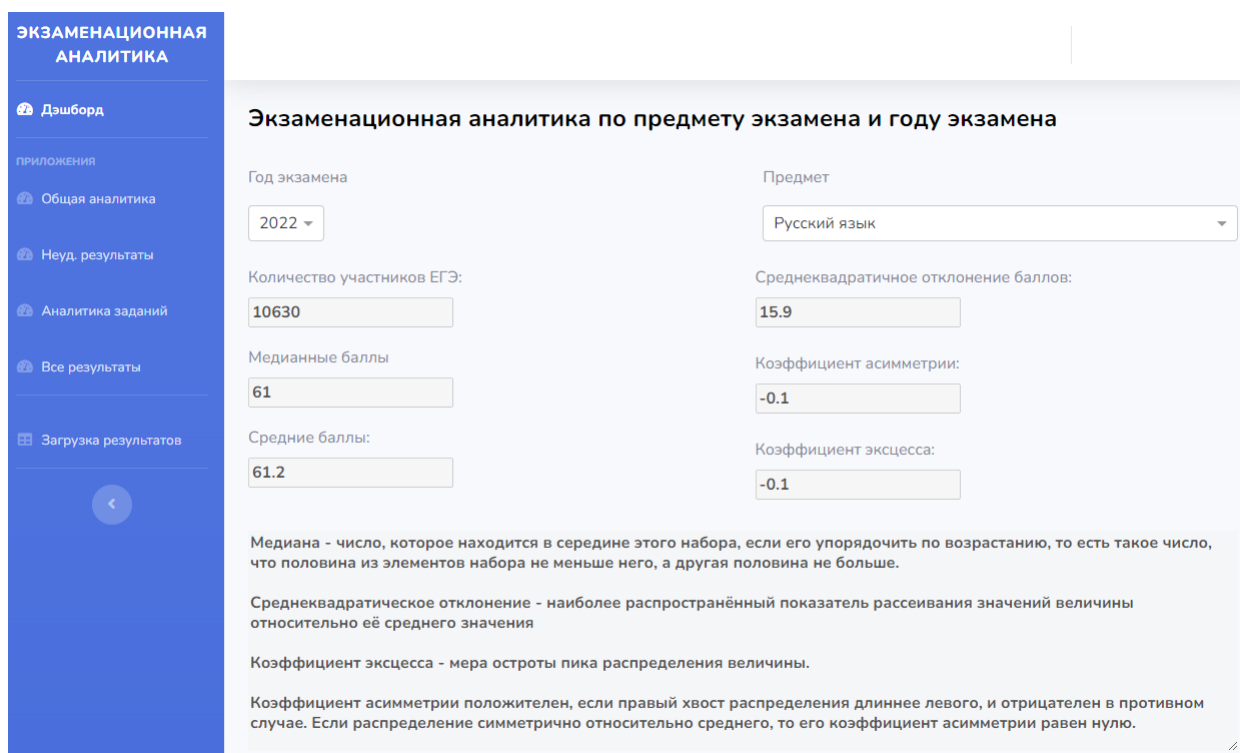 ЭКЗАМЕНАЦИОННАЯ
АНАЛИТИКА
Дэшборд
ПРИЛОЖЕНИЯ
Общая аналитика
Неуд. результаты
Аналитика заданий
Все результаты
Загрузка результатов
Экзаменационная аналитика по предмету экзамена и году экзамена
Год экзамена
2022
Предмет
Русский язык
Количество участников ЕГЭ:
10630
Медианные баллы
61
Средние баллы:
61.2
Среднеквадратичное отклонение баллов:
15.9
Коэффициент асимметрии:
-0.1
Коэффициент эксцесса:
-0.1
Медиана - число, которое находится в середине этого набора, если его упорядочить по возрастанию, то есть такое число,
что половина из элементов набора не меньше него, а другая половина не больше.
Среднеквадратическое отклонение - наиболее распространённый показатель рассеивания значений величины
относительно её среднего значения
Коэффициент эксцесса - мера остроты пика распределения величины.
Коэффициент асимметрии положителен, если правый хвост распределения длиннее левого, и отрицателен в противном
случае. Если распределение симметрично относительно среднего, то его коэффициент асимметрии равен нулю.